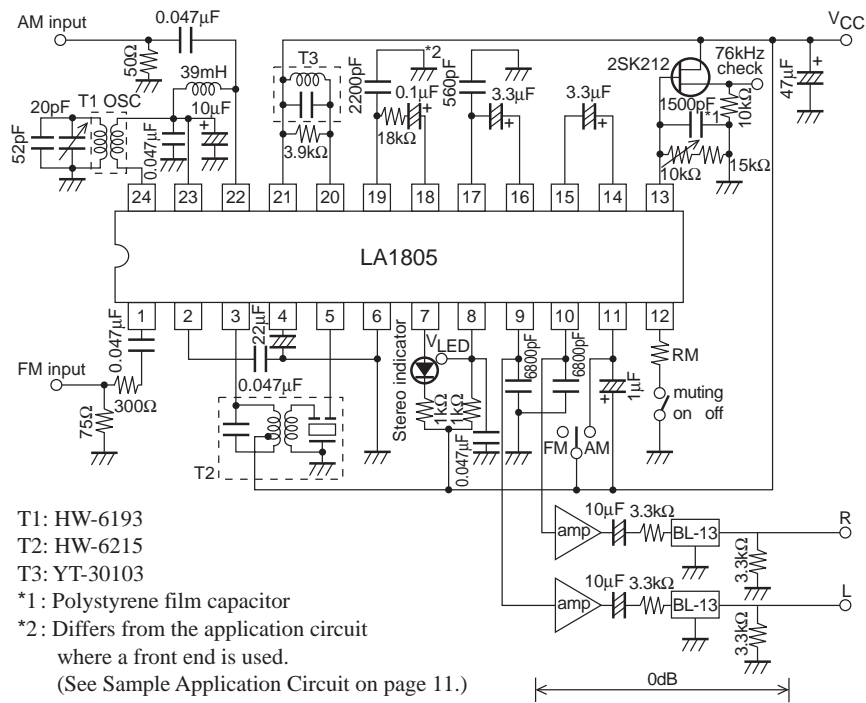 AM input
0.047µF
VCC
50Ω
39mH
T3
*2
2200pF
0.1µF
18kΩ
560pF
3.3µF
3.3µF
2SK212
76kHz
check
1500pF
*1
10kΩ
47µF
20pF
T1 OSC
10µF
52pF
0.047µF
3.9kΩ
10kΩ
15kΩ
24 23 22 21 20 19 18 17 16 15 14 13
LA1805
1 2 3 4 5 6 7 8 9 10 11 12
0.047µF
22µF
Stereo indicator
VLED
6800pF
6800pF
1µF
RM
FM input
300Ω
0.047µF
1kΩ
1kΩ
muting
on off
75Ω
FM
AM
0.047µF
T2
T1: HW-6193
T2: HW-6215
T3: YT-30103
*1: Polystyrene film capacitor
*2: Differs from the application circuit
where a front end is used.
(See Sample Application Circuit on page 11.)
amp
10µF
3.3kΩ
BL-13
R
3.3kΩ
amp
10µF
3.3kΩ
BL-13
L
3.3kΩ
0dB